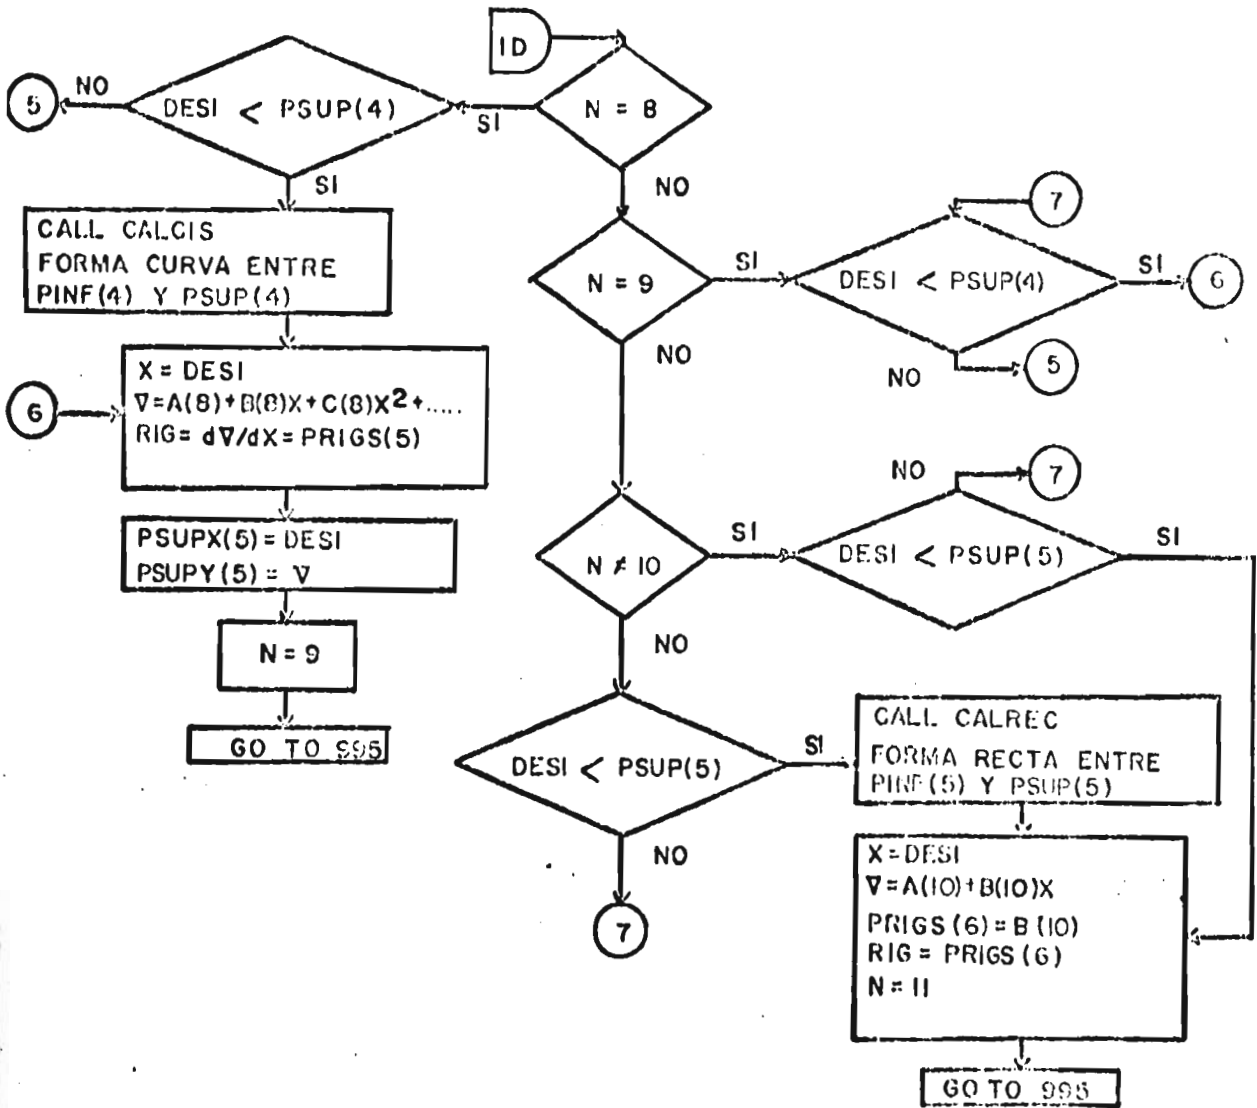 1D
N = 8
SI
DESI < PSUP(4)
NO
5
SI
CALL CALCIS
FORMA CURVA ENTRE
PINF(4) Y PSUP(4)
6
X = DESI
∇=A(8)+B(8)X+C(8)X²+.....
RIG= d∇/dX=PRIGS(5)
PSUPX(5)=DESI
PSUPY(5)= ∇
N = 9
GO TO 995
NO
N = 9
SI
7
DESI < PSUP(4)
SI
6
NO
5
NO
N ≠ 10
SI
NO
7
DESI < PSUP(5)
SI
NO
DESI < PSUP(5)
SI
NO
7
CALL CALREC
FORMA RECTA ENTRE
PINF(5) Y PSUP(5)
X=DESI
∇=A(10)+B(10)X
PRIGS(6)=B(10)
RIG= PRIGS(6)
N = 11
GO TO 995